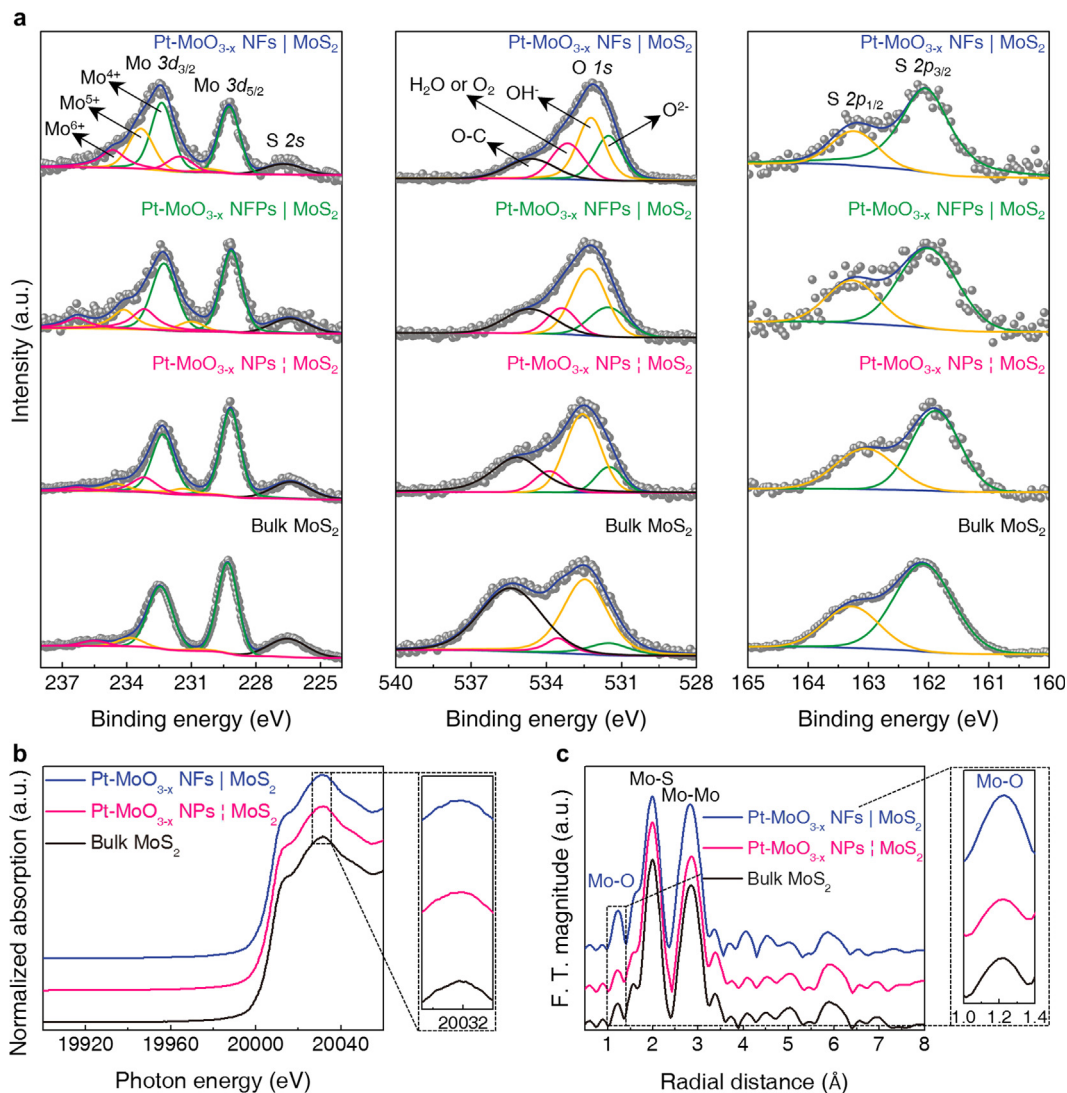 a
Pt-MoO3-x NFs | MoS2
Mo 3d3/2
Mo 3d5/2
Mo4+
Mo5+
Mo6+
S 2s
Pt-MoO3-x NFPs | MoS2
Pt-MoO3-x NPs ¦ MoS2
Bulk MoS2
Intensity (a.u.)
237 234 231 228 225
Binding energy (eV)
Pt-MoO3-x NFs | MoS2
O 1s
H2O or O2
OH-
O2-
O-C
Pt-MoO3-x NFPs | MoS2
Pt-MoO3-x NPs ¦ MoS2
Bulk MoS2
540 537 534 531 528
Binding energy (eV)
Pt-MoO3-x NFs | MoS2
S 2p3/2
S 2p1/2
Pt-MoO3-x NFPs | MoS2
Pt-MoO3-x NPs ¦ MoS2
Bulk MoS2
165 164 163 162 161 160
Binding energy (eV)
b
Pt-MoO3-x NFs | MoS2
Pt-MoO3-x NPs ¦ MoS2
Bulk MoS2
Normalized absorption (a.u.)
20032
19920 19960 20000 20040
Photon energy (eV)
c
Mo-S
Mo-Mo
Pt-MoO3-x NFs | MoS2
Pt-MoO3-x NPs ¦ MoS2
Bulk MoS2
Mo-O
F. T. magnitude (a.u.)
Mo-O
1.0 1.2 1.4
1 2 3 4 5 6 7 8
Radial distance (Å)